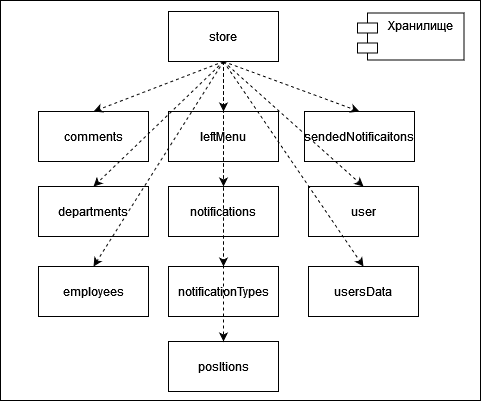 store
Хранилище
comments
leftMenu
sendedNotificaitons
departments
notifications
user
employees
notificationTypes
usersData
positions